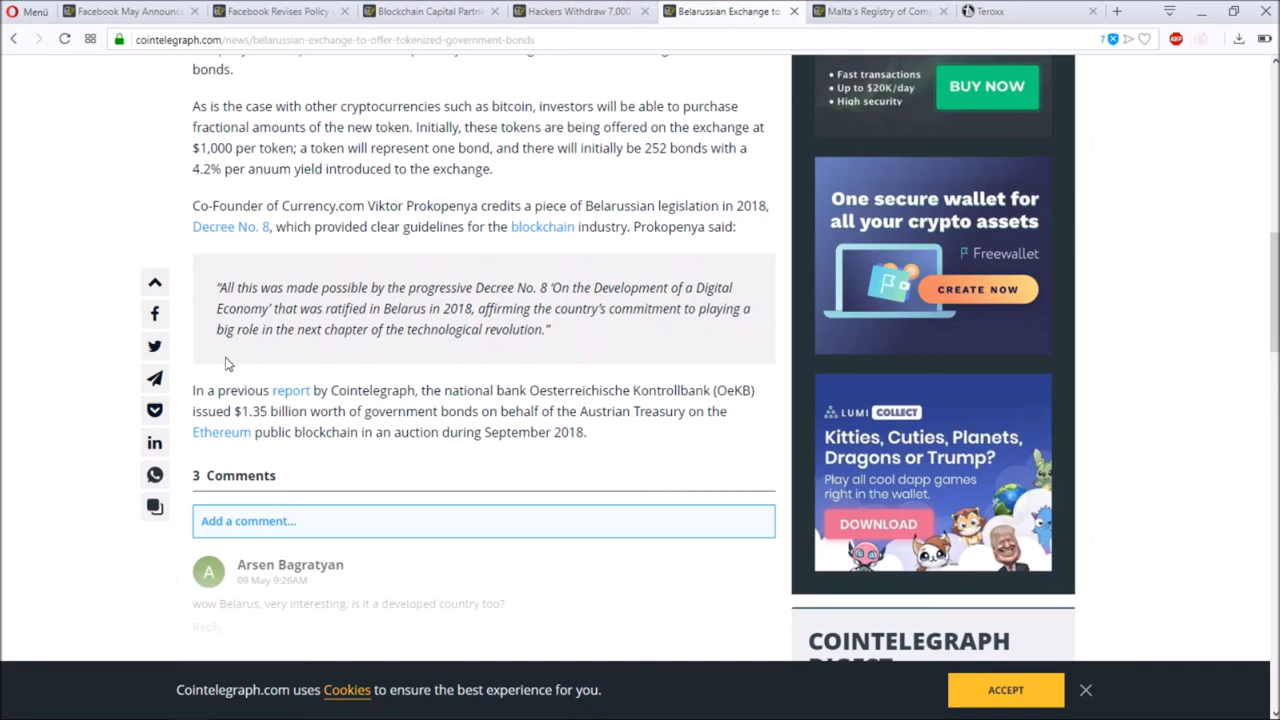 Menü
Facebook May Announc
Facebook Revises Policy
Blockchain Capital Partn
Hackers Withdraw 7,000
Belarussian Exchange to
Malta's Registry of Com
Teroxx
cointelegraph.com/news/belarussian-exchange-to-offer-tokenized-government-bonds
7
ABP
bonds.
As is the case with other cryptocurrencies such as bitcoin, investors will be able to purchase
fractional amounts of the new token. Initially, these tokens are being offered on the exchange at
$1,000 per token; a token will represent one bond, and there will initially be 252 bonds with a
4.2% per anuum yield introduced to the exchange.
Co-Founder of Currency.com Viktor Prokopenya credits a piece of Belarussian legislation in 2018,
Decree No. 8, which provided clear guidelines for the blockchain industry. Prokopenya said:
“All this was made possible by the progressive Decree No. 8 ‘On the Development of a Digital
Economy’ that was ratified in Belarus in 2018, affirming the country’s commitment to playing a
big role in the next chapter of the technological revolution.”
In a previous report by Cointelegraph, the national bank Oesterreichische Kontrollbank (OeKB)
issued $1.35 billion worth of government bonds on behalf of the Austrian Treasury on the
Ethereum public blockchain in an auction during September 2018.
3 Comments
Add a comment...
A
Arsen Bagratyan
09 May 9:26AM
wow Belarus, very interesting. is it a developed country too?
Reply
• Fast transactions
• Up to $20K/day
• High security
BUY NOW
One secure wallet for
all your crypto assets
Freewallet
CREATE NOW
LUMI COLLECT
Kitties, Cuties, Planets,
Dragons or Trump?
Play all cool dapp games
right in the wallet.
DOWNLOAD
COINTELEGRAPH
DIGEST
Cointelegraph.com uses Cookies to ensure the best experience for you.
ACCEPT